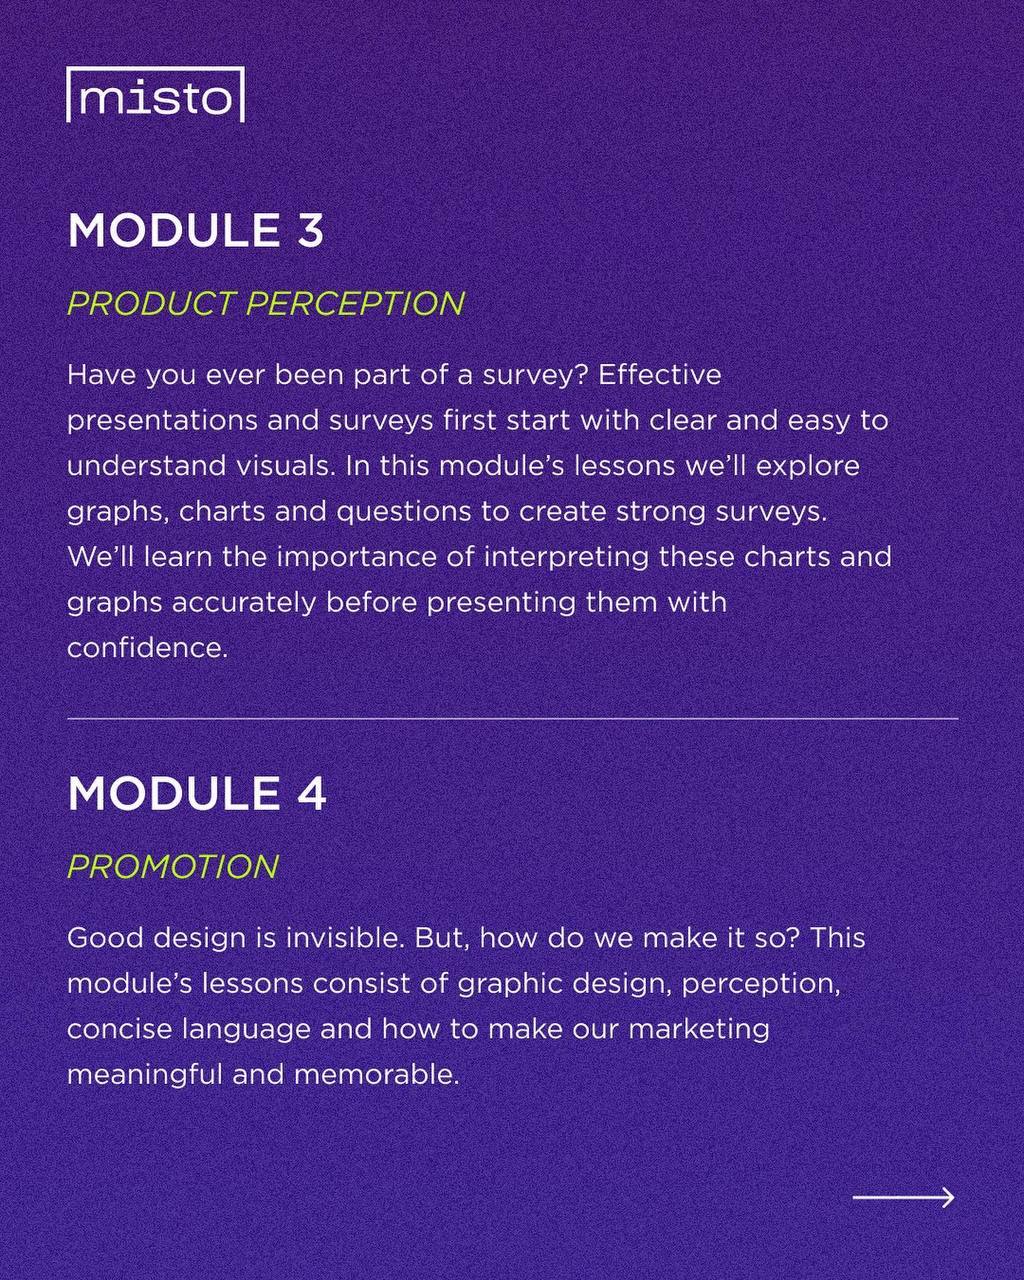 misto
MODULE 3
PRODUCT PERCEPTION
Have you ever been part of a survey? Effective
presentations and surveys first start with clear and easy to
understand visuals. In this module’s lessons we’ll explore
graphs, charts and questions to create strong surveys.
We’ll learn the importance of interpreting these charts and
graphs accurately before presenting them with
confidence.
MODULE 4
PROMOTION
Good design is invisible. But, how do we make it so? This
module’s lessons consist of graphic design, perception,
concise language and how to make our marketing
meaningful and memorable.